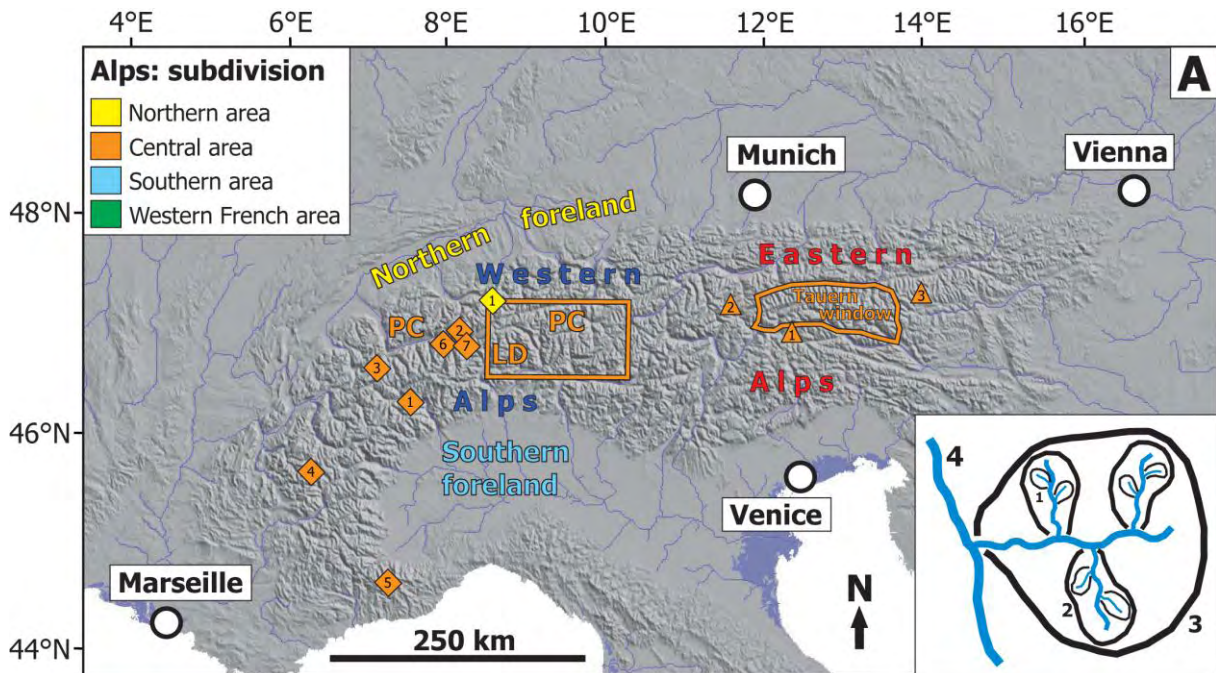 4°E 6°E 8°E 10°E 12°E 14°E 16°E
A
Alps: subdivision
Northern area
Central area
Southern area
Western French area
Munich
Vienna
48°N
Northern foreland
Western
Eastern
1
Tauern
window
2
3
1
PC
PC
2
6
7
LD
3
1
Alps
Alps
46°N
Southern
foreland
4
Venice
5
Marseille
250 km
N
44°N
4
1
2
3